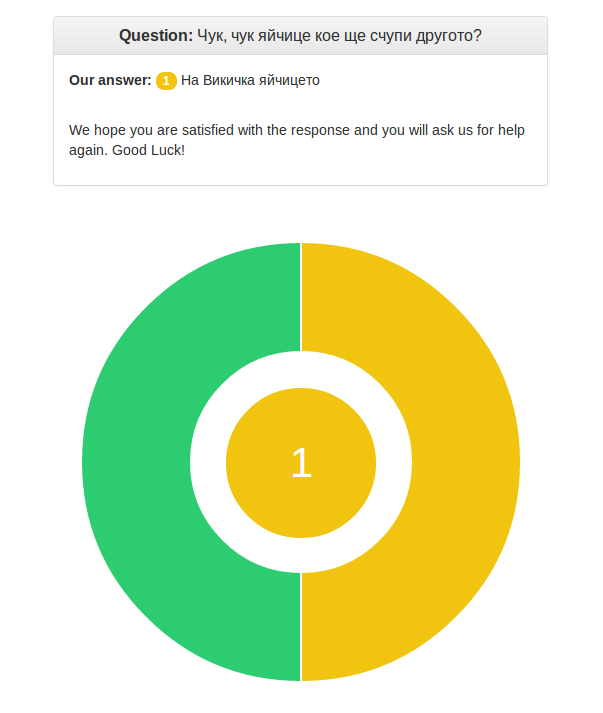 Question: Чук, чук яйчице кое ще счупи другото?
Our answer: 1 На Викичка яйчицето
We hope you are satisfied with the response and you will ask us for help
again. Good Luck!
1